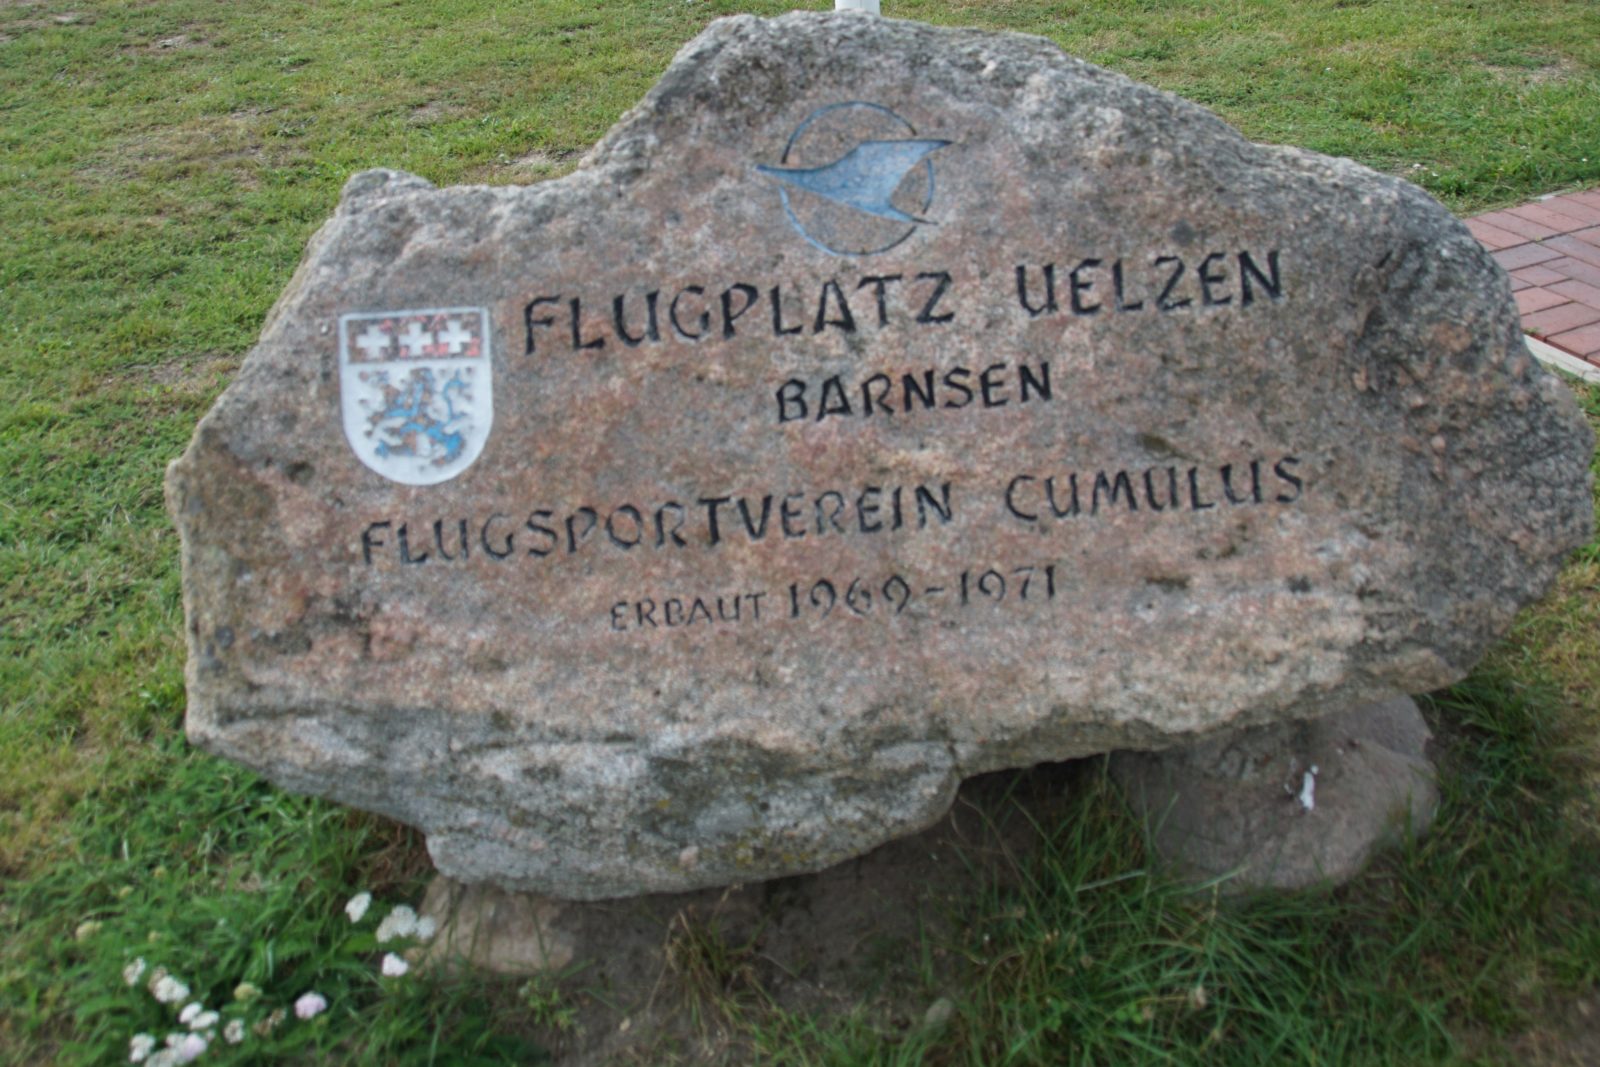 FLUGPLATZ UELZEN
BARNSEN
FLUGSPORTVEREIN CUMULUS
ERBAUT 1969-1971